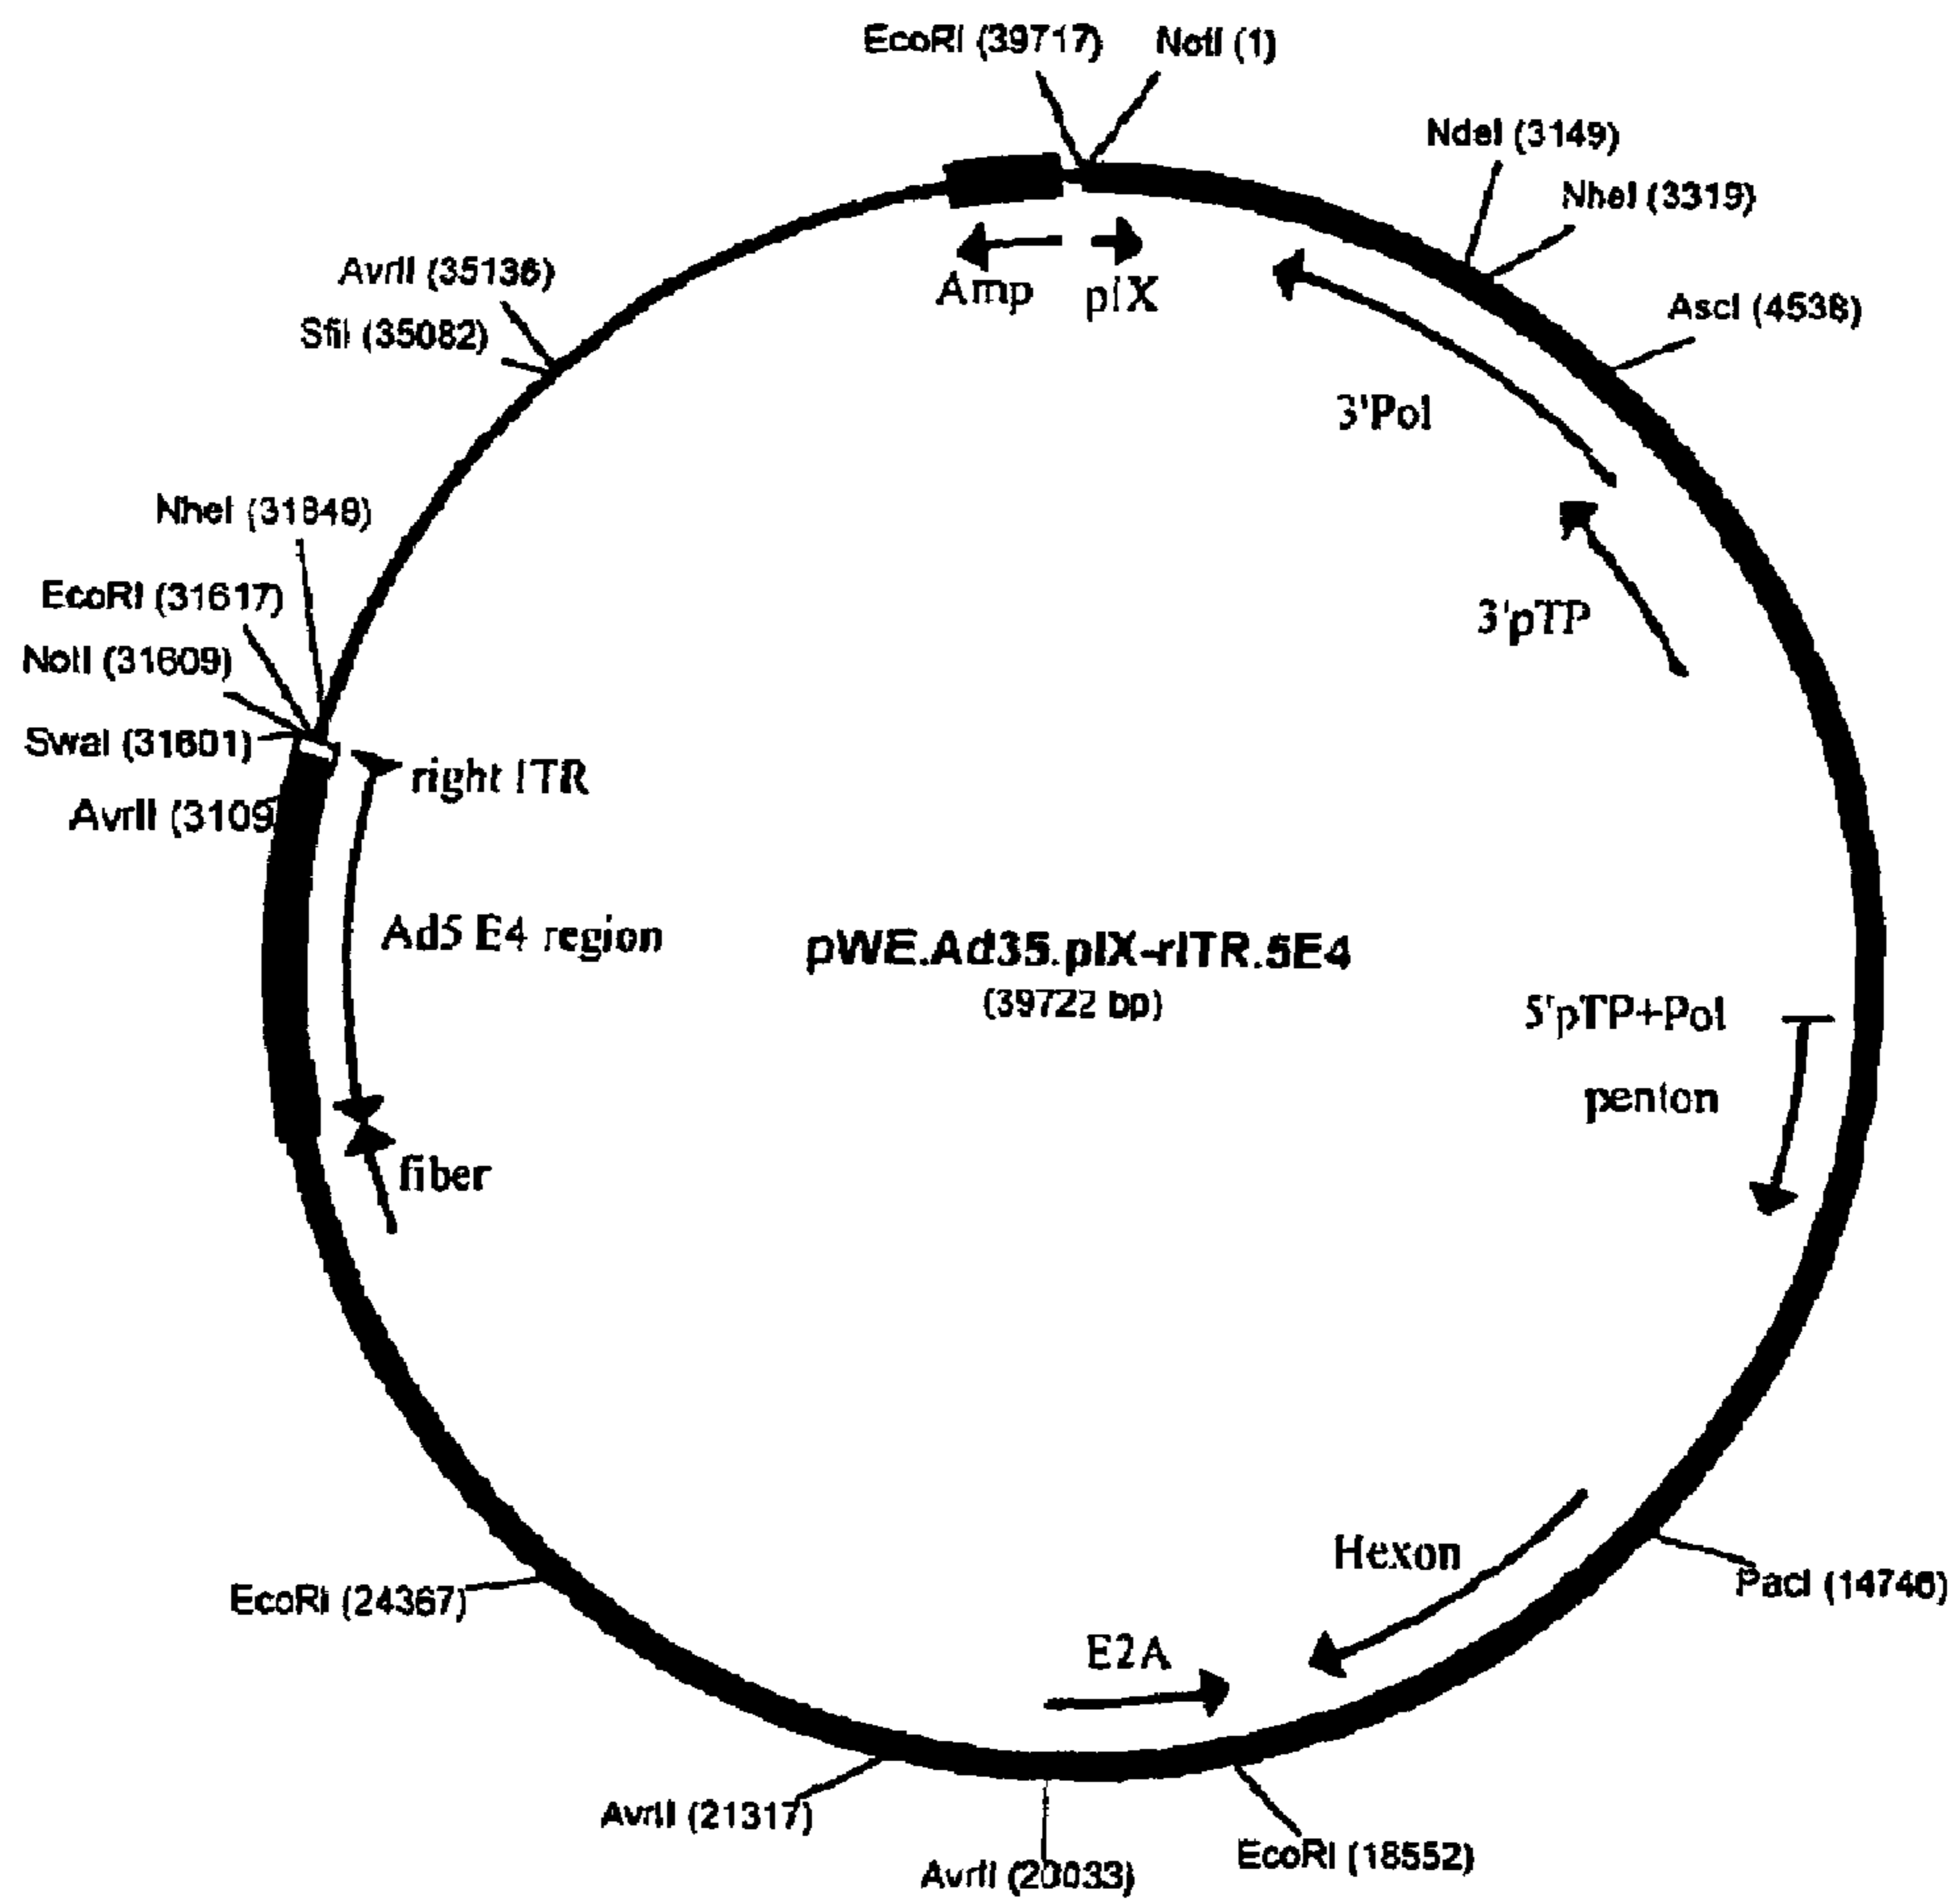 EcoRI (39717)
NotI (1)
NdeI (3149)
NheI (3319)
AscI (4536)
AvrII (35136)
SfiI (35082)
Amp
pIX
3'Pol
3'pTP
NheI (31848)
EcoRI (31617)
NotI (31609)
SwaI (31601)
AvrII (3109
right ITR
Ad5 E4 region
pWE.Ad35.pIX-rITR.5E4
(39722 bp)
5'pTP+Pol
penton
fiber
Hexon
PacI (14746)
EcoRI (24367)
E2A
AvrII (21317)
AvrII (20033)
EcoRI (18552)